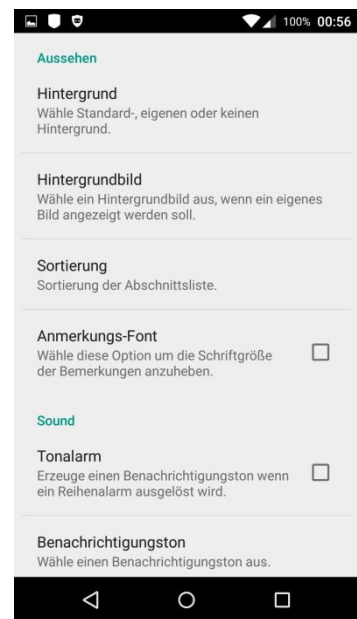 100% 00:56
Aussehen
Hintergrund
Wähle Standard-, eigenen oder keinen
Hintergrund.
Hintergrundbild
Wähle ein Hintergrundbild aus, wenn ein eigenes
Bild angezeigt werden soll.
Sortierung
Sortierung der Abschnittsliste.
Anmerkungs-Font
Wähle diese Option um die Schriftgröße
der Bemerkungen anzuheben.
Sound
Tonalarm
Erzeuge einen Benachrichtigungston wenn
ein Reihenalarm ausgelöst wird.
Benachrichtigungston
Wähle einen Benachrichtigungston aus.